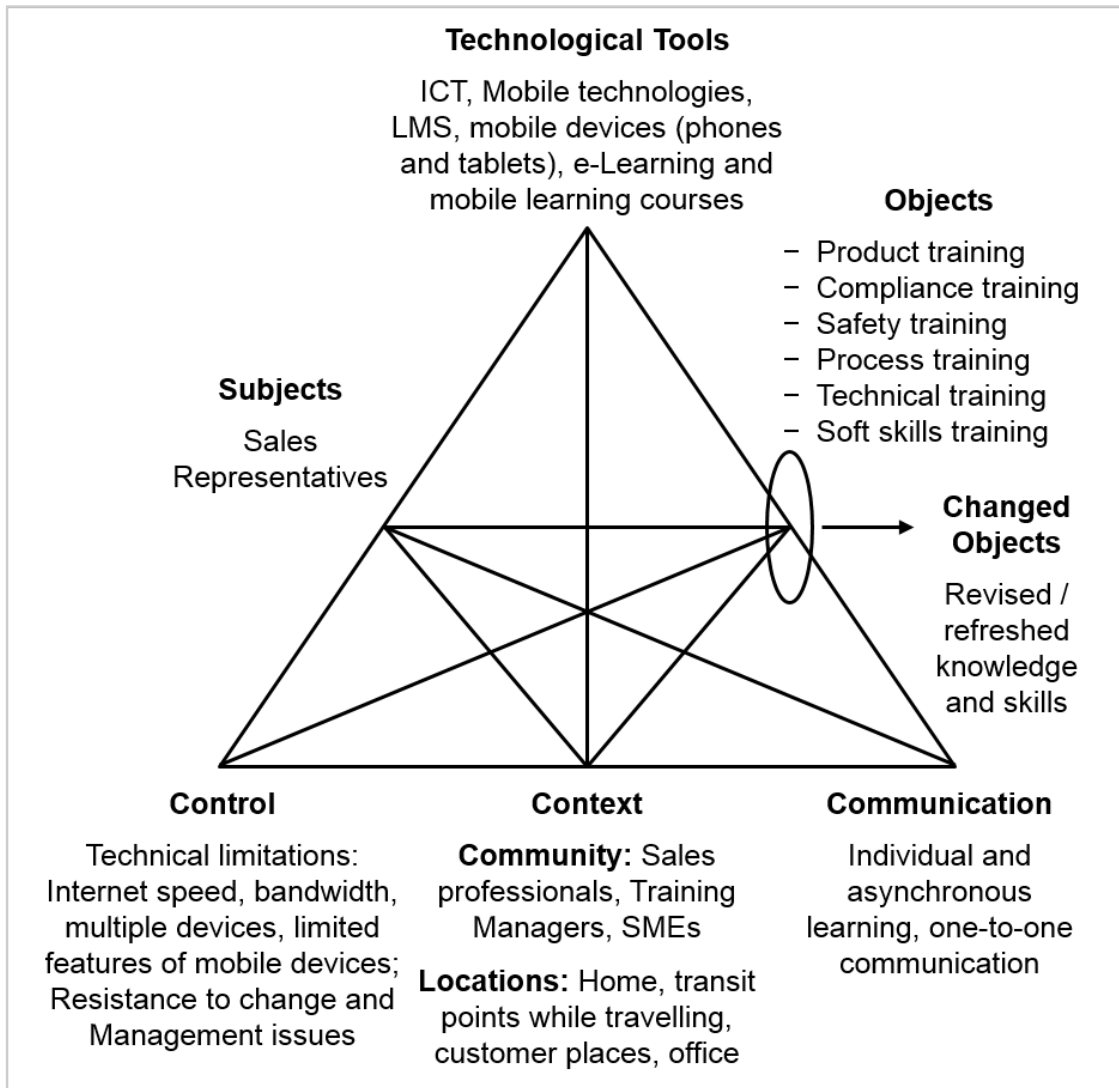 Technological Tools
ICT, Mobile technologies,
LMS, mobile devices (phones
and tablets), e-Learning and
mobile learning courses
Objects
– Product training
– Compliance training
– Safety training
– Process training
– Technical training
– Soft skills training
Subjects
Sales
Representatives
Changed
Objects
Revised /
refreshed
knowledge
and skills
Control
Technical limitations:
Internet speed, bandwidth,
multiple devices, limited
features of mobile devices;
Resistance to change and
Management issues
Context
Community: Sales
professionals, Training
Managers, SMEs
Locations: Home, transit
points while travelling,
customer places, office
Communication
Individual and
asynchronous
learning, one-to-one
communication